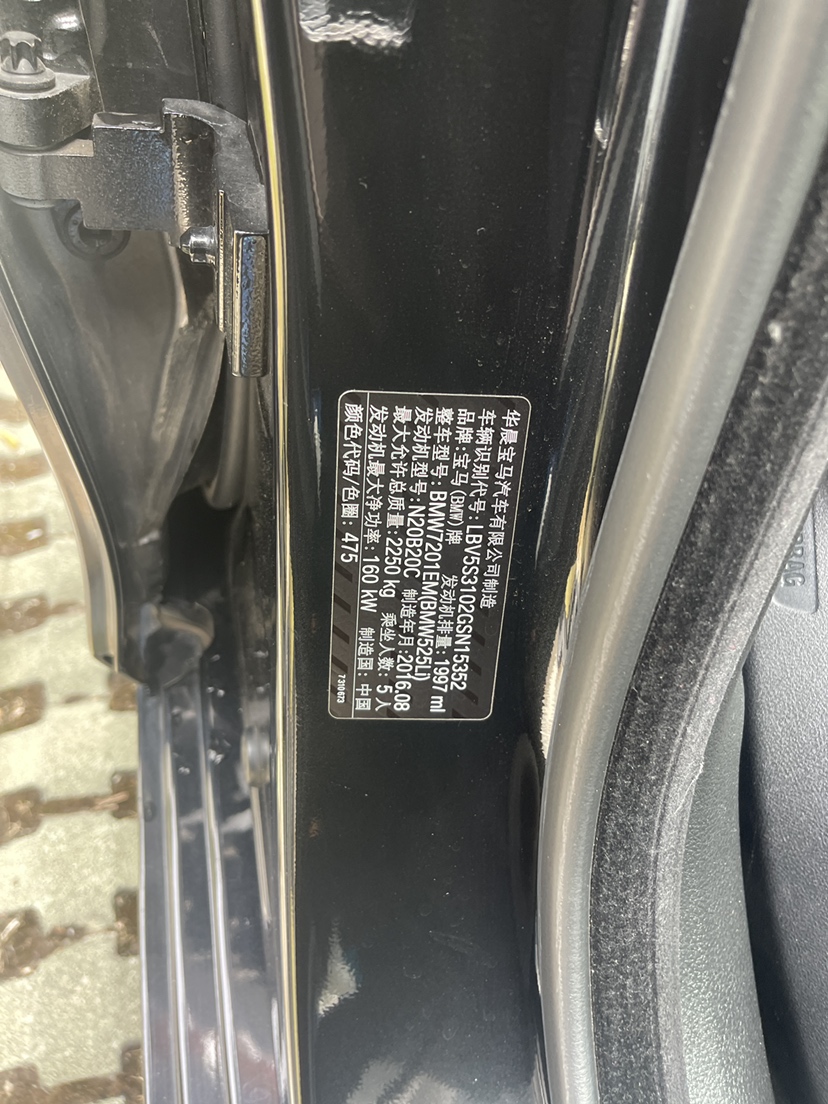 华晨宝马汽车有限公司制造
车辆识别代号: LBV5S3102GSN15352
品牌: 宝马(BMW)牌 发动机排量: 1997 ml
整车型号: BMW7201EM(BMW525Li)
发动机型号: N20B20C 制造年月: 2016.08
最大允许总质量: 2250 kg 乘坐人数: 5人
发动机最大净功率: 160 kW 制造国: 中国
颜色代码/色圈: 475
7310673